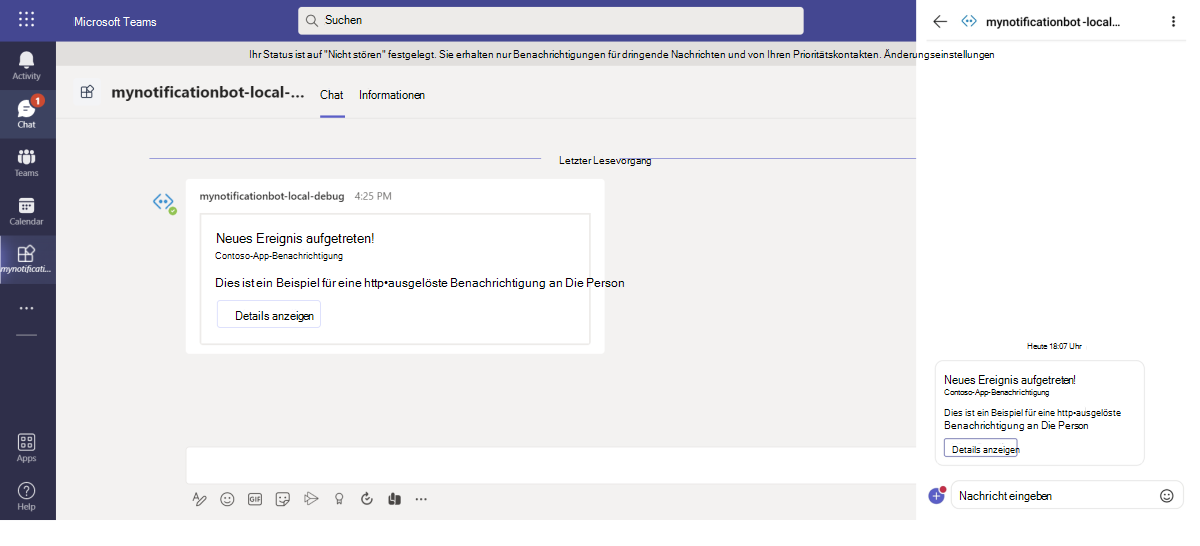 Microsoft Teams
Suchen
mynotificationbot -local...
Ihr Status ist auf "Nicht stören" festgelegt. Sie erhalten nur Benachrichtigungen für dringende Nachrichten und von Ihren Prioritätskontakten. Änderungseinstellungen
Activity
1
Chat
Teams
Calendar
mynotificati...
Apps
Help
mynotificationbot-local-...
Chat
Informationen
Letzter Lesevorgang
mynotificationbot-local-debug 4:25 PM
Neues Ereignis aufgetreten!
Contoso-App-Benachrichtigung
Dies ist ein Beispiel für eine http•ausgelöste Benachrichtigung an Die Person
Details anzeigen
GIF
Heute 18:07 Uhr
Neues Ereignis aufgetreten!
Contoso-App-Benachrichtigung
Dies ist ein Beispiel für eine http•ausgelöste
Benachrichtigung an Die Person
Details anzeigen
Nachricht eingeben